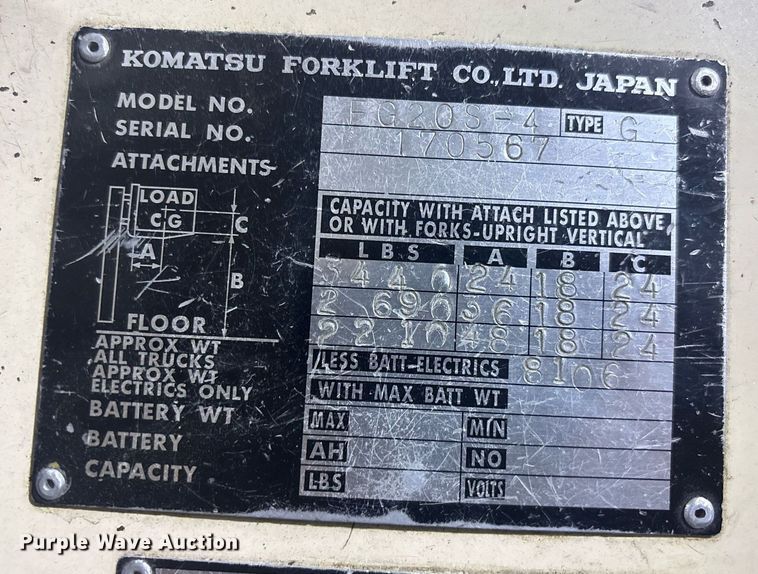 KOMATSU FORKLIFT CO., LTD. JAPAN
MODEL NO. FG20S-4 TYPE G
SERIAL NO. 170567
ATTACHMENTS
LOAD
CG
C
A
B
FLOOR
CAPACITY WITH ATTACH LISTED ABOVE
OR WITH FORKS-UPRIGHT VERTICAL
LBS A B C
3440 24 18 24
2690 36 18 24
2210 48 18 24
APPROX WT
ALL TRUCKS
APPROX WT
ELECTRICS ONLY
/LESS BATT-ELECTRICS 8106
WITH MAX BATT WT
BATTERY WT MAX MIN
BATTERY AH NO
CAPACITY LBS VOLTS
Purple Wave Auction